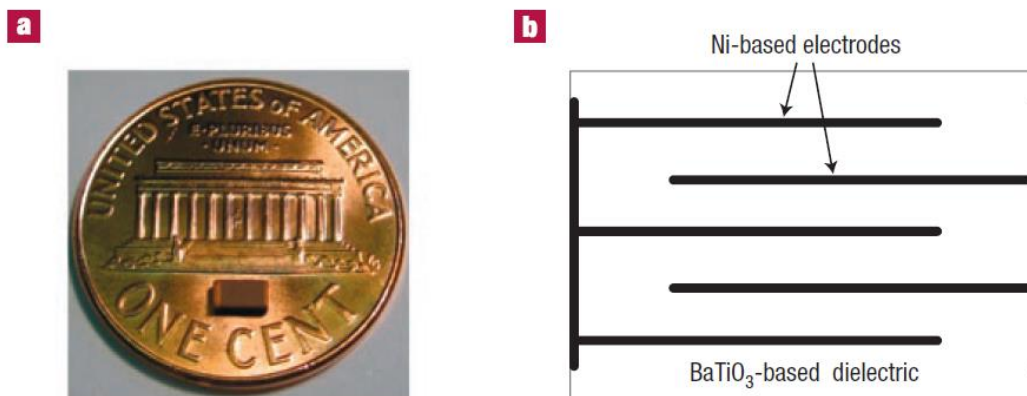 a
b
UNITED STATES OF AMERICA
E·PLURIBUS
·UNUM·
ONE CENT
Ni-based electrodes
BaTiO₃-based dielectric